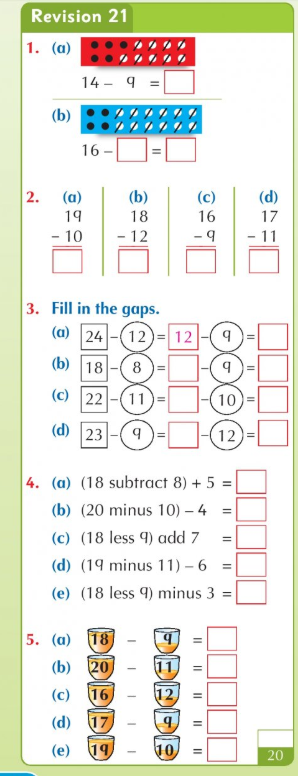 Revision 21
1. (a)
14 – 9 =
(b)
16 – =
2. (a) (b) (c) (d)
19 18 16 17
– 10 – 12 – 9 – 11
3. Fill in the gaps.
(a) 24 – 12 = 12 – 9 =
(b) 18 – 8 = – 9 =
(c) 22 – 11 = – 10 =
(d) 23 – 9 = – 12 =
4. (a) (18 subtract 8) + 5 =
(b) (20 minus 10) – 4 =
(c) (18 less 9) add 7 =
(d) (19 minus 11) – 6 =
(e) (18 less 9) minus 3 =
5. (a) 18 – 9 =
(b) 20 – 11 =
(c) 16 – 12 =
(d) 17 – 9 =
(e) 19 – 10 =
20